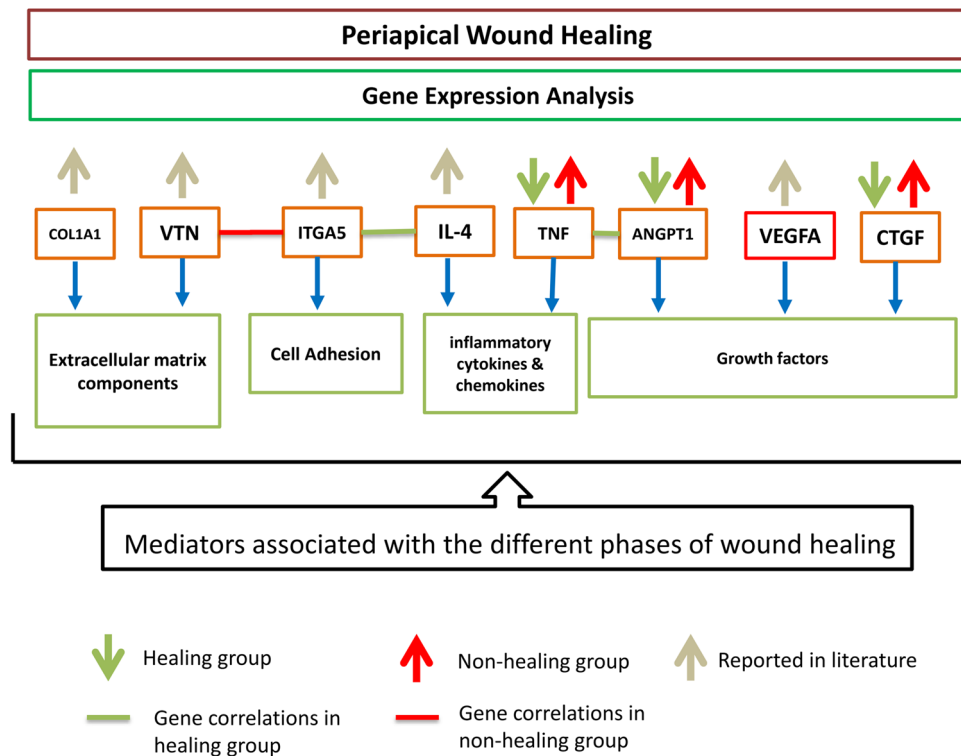 Periapical Wound Healing
Gene Expression Analysis
COL1A1
VTN
ITGA5
IL-4
TNF
ANGPT1
VEGFA
CTGF
Extracellular matrix
components
Cell Adhesion
inflammatory
cytokines &
chemokines
Growth factors
Mediators associated with the different phases of wound healing
Healing group
Non-healing group
Reported in literature
Gene correlations in
healing group
Gene correlations in
non-healing group